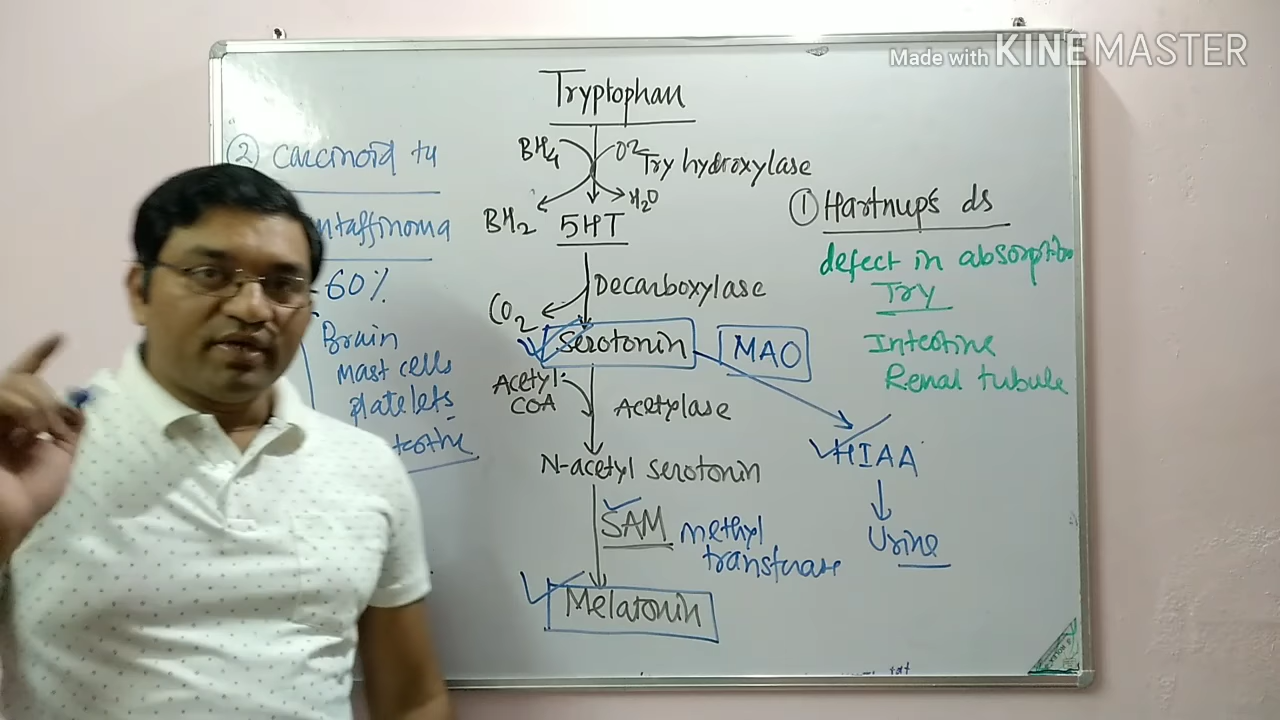 Made with KINEMASTER
Tryptophan
BH4 O2 Try hydroxylase
BH2 H2O
5HT
Decarboxylase
CO2
Serotonin MAO
Acetyl
COA Acetylase
N-acetyl serotonin
SAM methyl
transferase
Melatonin
HIAA
Urine
① Hartnup's ds
defect in absorption
Try
Intestine
Renal tubule
② Carcinoid tu
ntaffinoma
60%
Brain
mast cells
platelets